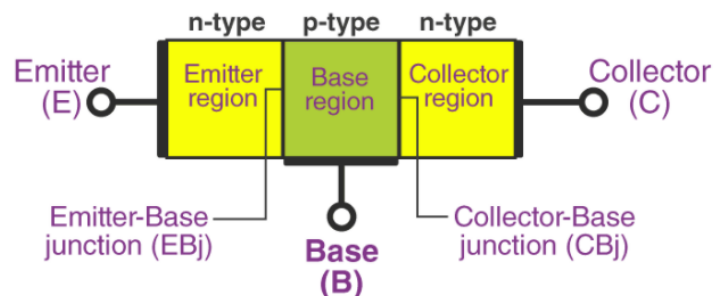 n-type p-type n-type
Emitter
(E)
Emitter
region
Base
region
Collector
region
Collector
(C)
Emitter-Base
junction (EBj)
Base
(B)
Collector-Base
junction (CBj)